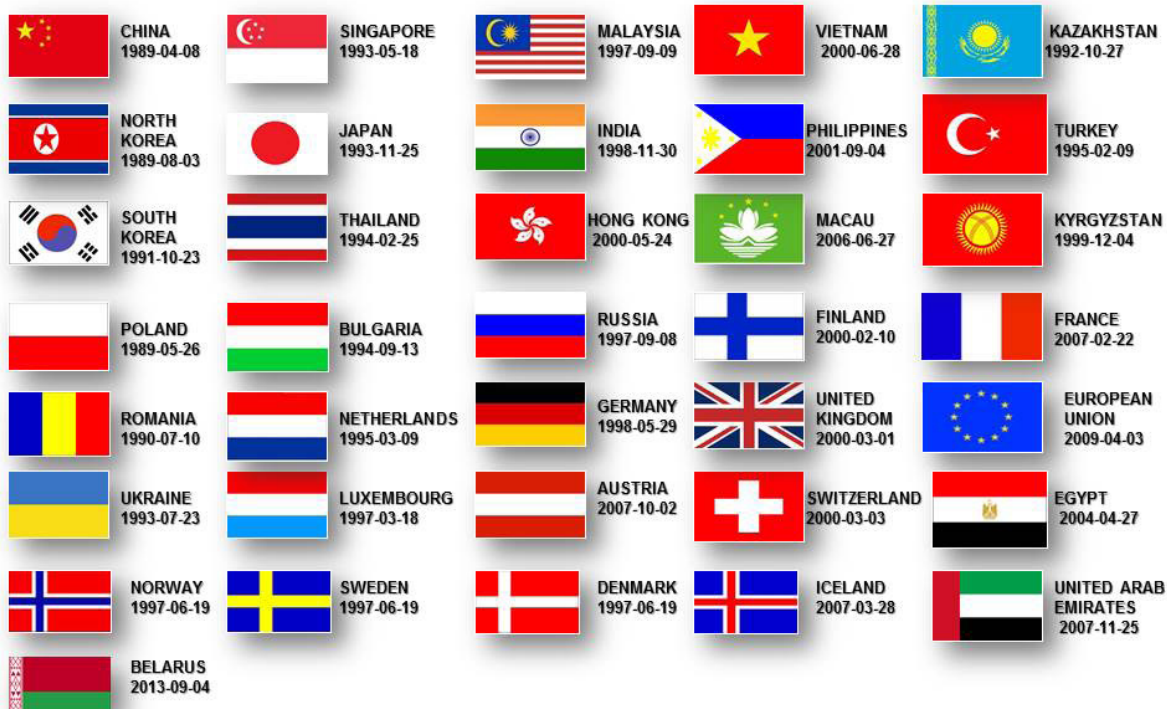 CHINA
1989-04-08
SINGAPORE
1993-05-18
MALAYSIA
1997-09-09
VIETNAM
2000-06-28
KAZAKHSTAN
1992-10-27
NORTH
KOREA
1989-08-03
JAPAN
1993-11-25
INDIA
1998-11-30
PHILIPPINES
2001-09-04
TURKEY
1995-02-09
SOUTH
KOREA
1991-10-23
THAILAND
1994-02-25
HONG KONG
2000-05-24
MACAU
2006-06-27
KYRGYZSTAN
1999-12-04
POLAND
1989-05-26
BULGARIA
1994-09-13
RUSSIA
1997-09-08
FINLAND
2000-02-10
FRANCE
2007-02-22
ROMANIA
1990-07-10
NETHERLANDS
1995-03-09
GERMANY
1998-05-29
UNITED
KINGDOM
2000-03-01
EUROPEAN
UNION
2009-04-03
UKRAINE
1993-07-23
LUXEMBOURG
1997-03-18
AUSTRIA
2007-10-02
SWITZERLAND
2000-03-03
EGYPT
2004-04-27
NORWAY
1997-06-19
SWEDEN
1997-06-19
DENMARK
1997-06-19
ICELAND
2007-03-28
UNITED ARAB
EMIRATES
2007-11-25
BELARUS
2013-09-04